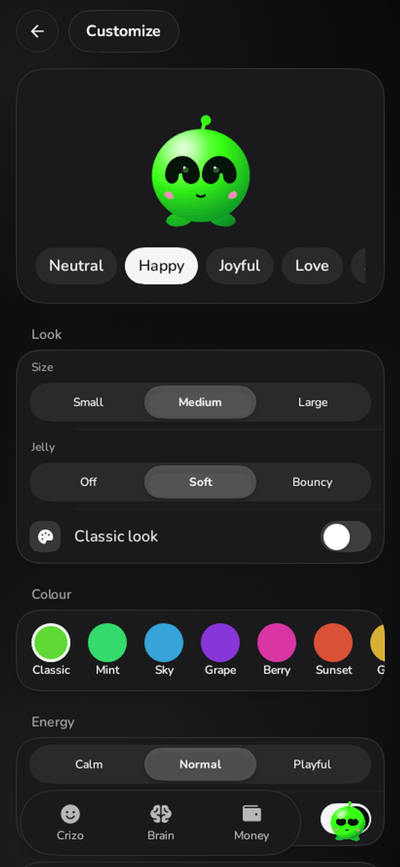 Customize
Neutral Happy Joyful Love
Look
Size
Small Medium Large
Jelly
Off Soft Bouncy
Classic look
Colour
Classic Mint Sky Grape Berry Sunset G
Energy
Calm Normal Playful
Crizo Brain Money